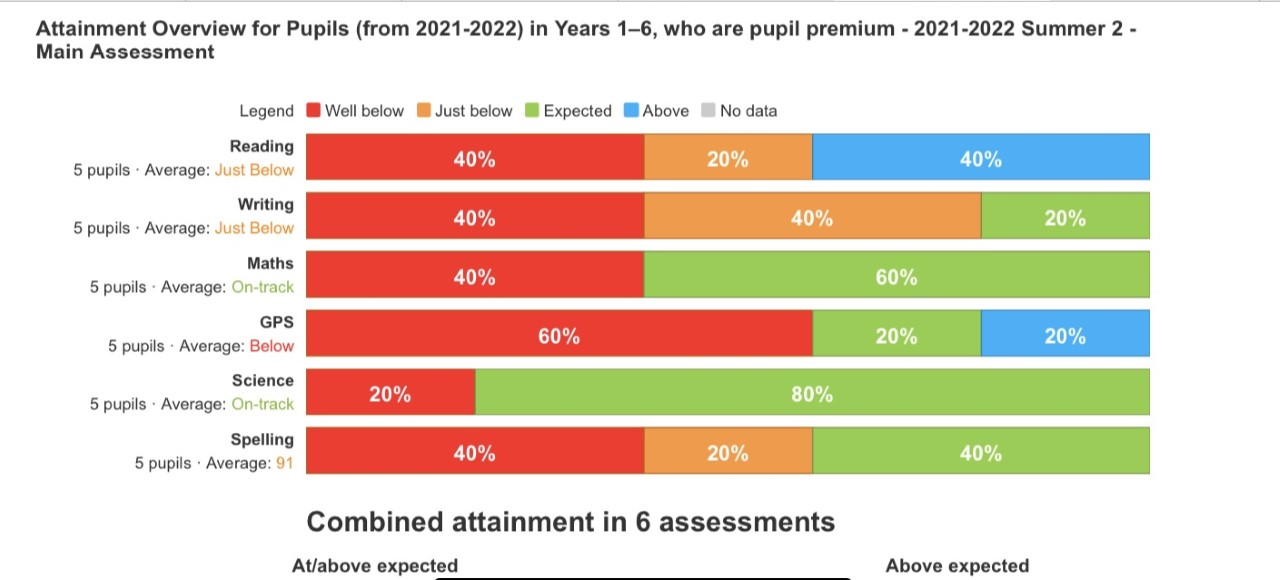 Attainment Overview for Pupils (from 2021-2022) in Years 1–6, who are pupil premium - 2021-2022 Summer 2 -
Main Assessment
Legend Well below Just below Expected Above No data
Reading
5 pupils · Average: Just Below
40% 20% 40%
Writing
5 pupils · Average: Just Below
40% 40% 20%
Maths
5 pupils · Average: On-track
40% 60%
GPS
5 pupils · Average: Below
60% 20% 20%
Science
5 pupils · Average: On-track
20% 80%
Spelling
5 pupils · Average: 91
40% 20% 40%
Combined attainment in 6 assessments
At/above expected Above expected